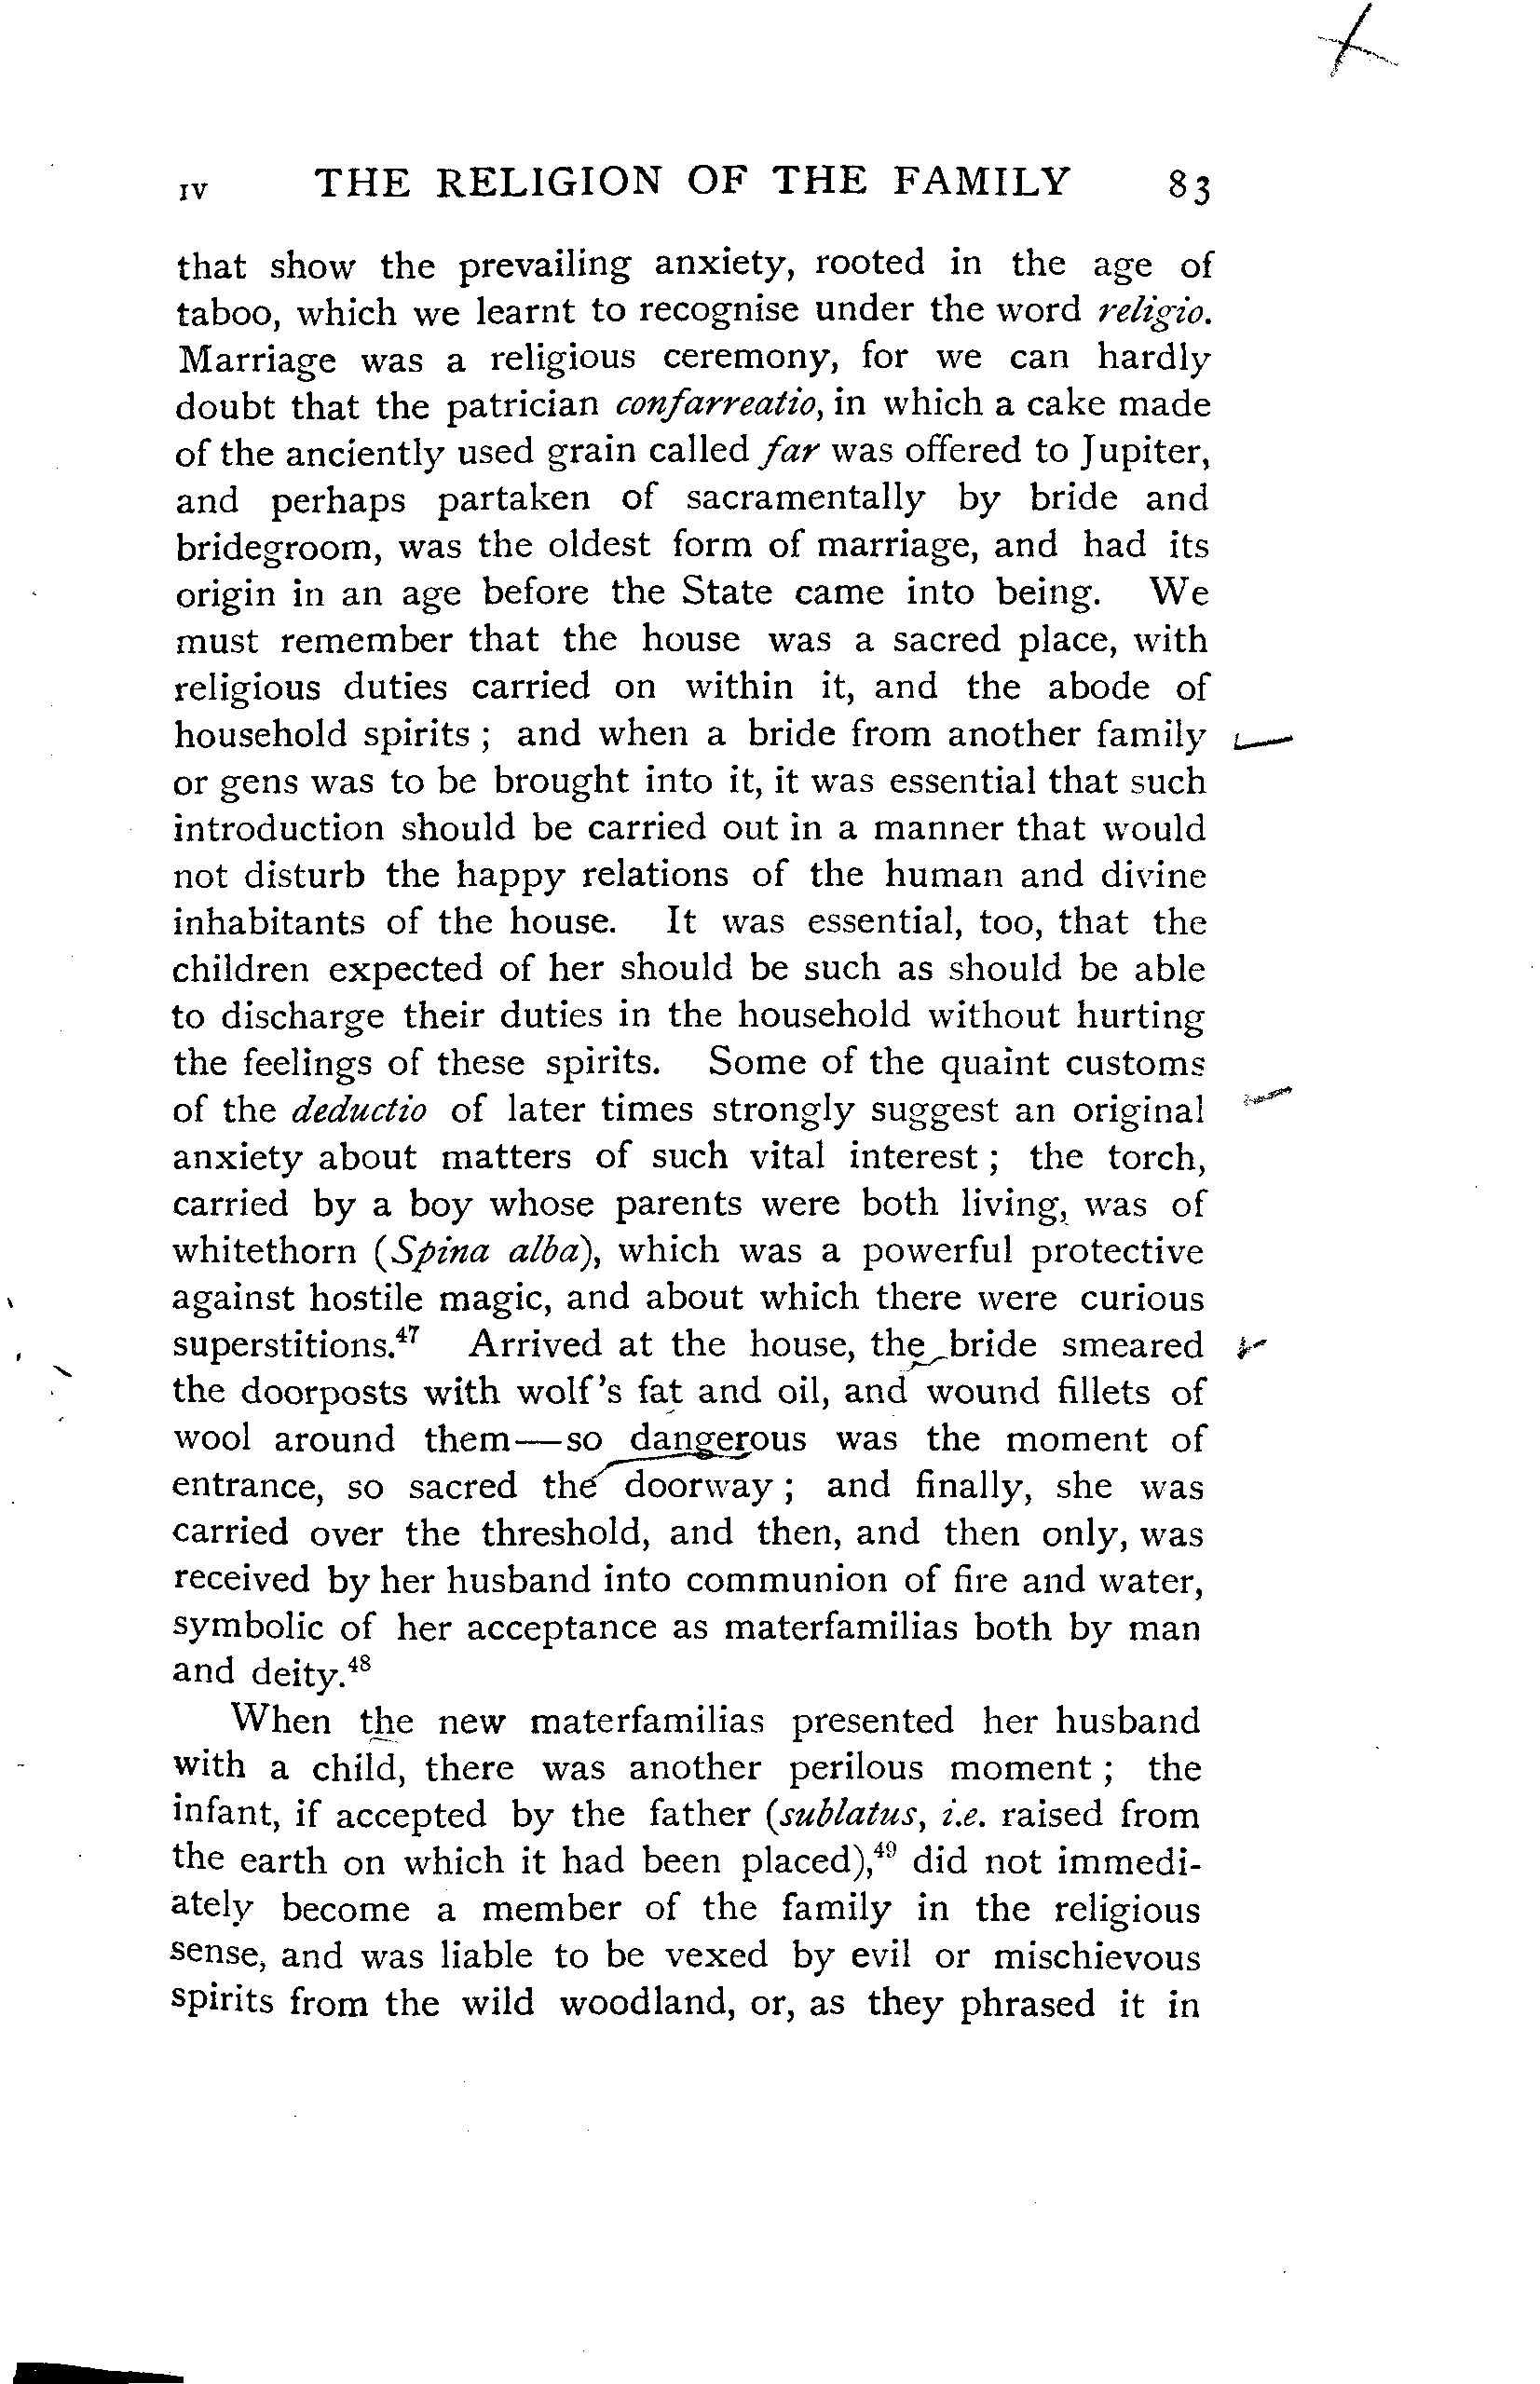 IV THE RELIGION OF THE FAMILY 83
that show the prevailing anxiety, rooted in the age of
taboo, which we learnt to recognise under the word religio.
Marriage was a religious ceremony, for we can hardly
doubt that the patrician confarreatio, in which a cake made
of the anciently used grain called far was offered to Jupiter,
and perhaps partaken of sacramentally by bride and
bridegroom, was the oldest form of marriage, and had its
origin in an age before the State came into being. We
must remember that the house was a sacred place, with
religious duties carried on within it, and the abode of
household spirits ; and when a bride from another family
or gens was to be brought into it, it was essential that such
introduction should be carried out in a manner that would
not disturb the happy relations of the human and divine
inhabitants of the house. It was essential, too, that the
children expected of her should be such as should be able
to discharge their duties in the household without hurting
the feelings of these spirits. Some of the quaint customs
of the deductio of later times strongly suggest an original
anxiety about matters of such vital interest ; the torch,
carried by a boy whose parents were both living, was of
whitethorn (Spina alba), which was a powerful protective
against hostile magic, and about which there were curious
superstitions.47 Arrived at the house, the bride smeared
the doorposts with wolf's fat and oil, and wound fillets of
wool around them—so dangerous was the moment of
entrance, so sacred the doorway ; and finally, she was
carried over the threshold, and then, and then only, was
received by her husband into communion of fire and water,
symbolic of her acceptance as materfamilias both by man
and deity.48
When the new materfamilias presented her husband
with a child, there was another perilous moment ; the
infant, if accepted by the father (sublatus, i.e. raised from
the earth on which it had been placed),49 did not immedi-
ately become a member of the family in the religious
sense, and was liable to be vexed by evil or mischievous
spirits from the wild woodland, or, as they phrased it in